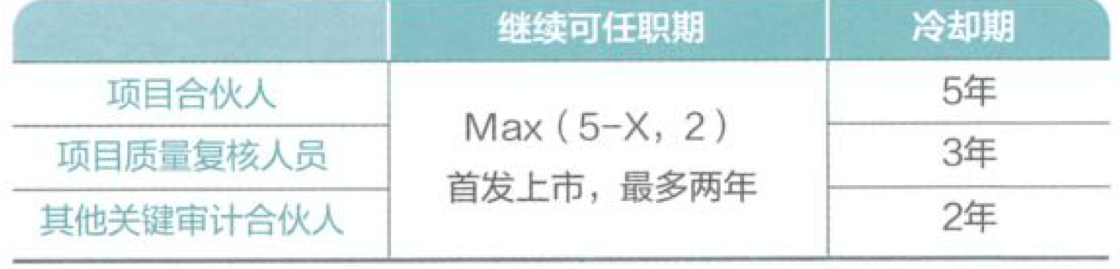 继续可任职期 冷却期
项目合伙人 5年
Max（5-X，2）
项目质量复核人员 3年
首发上市，最多两年
其他关键审计合伙人 2年